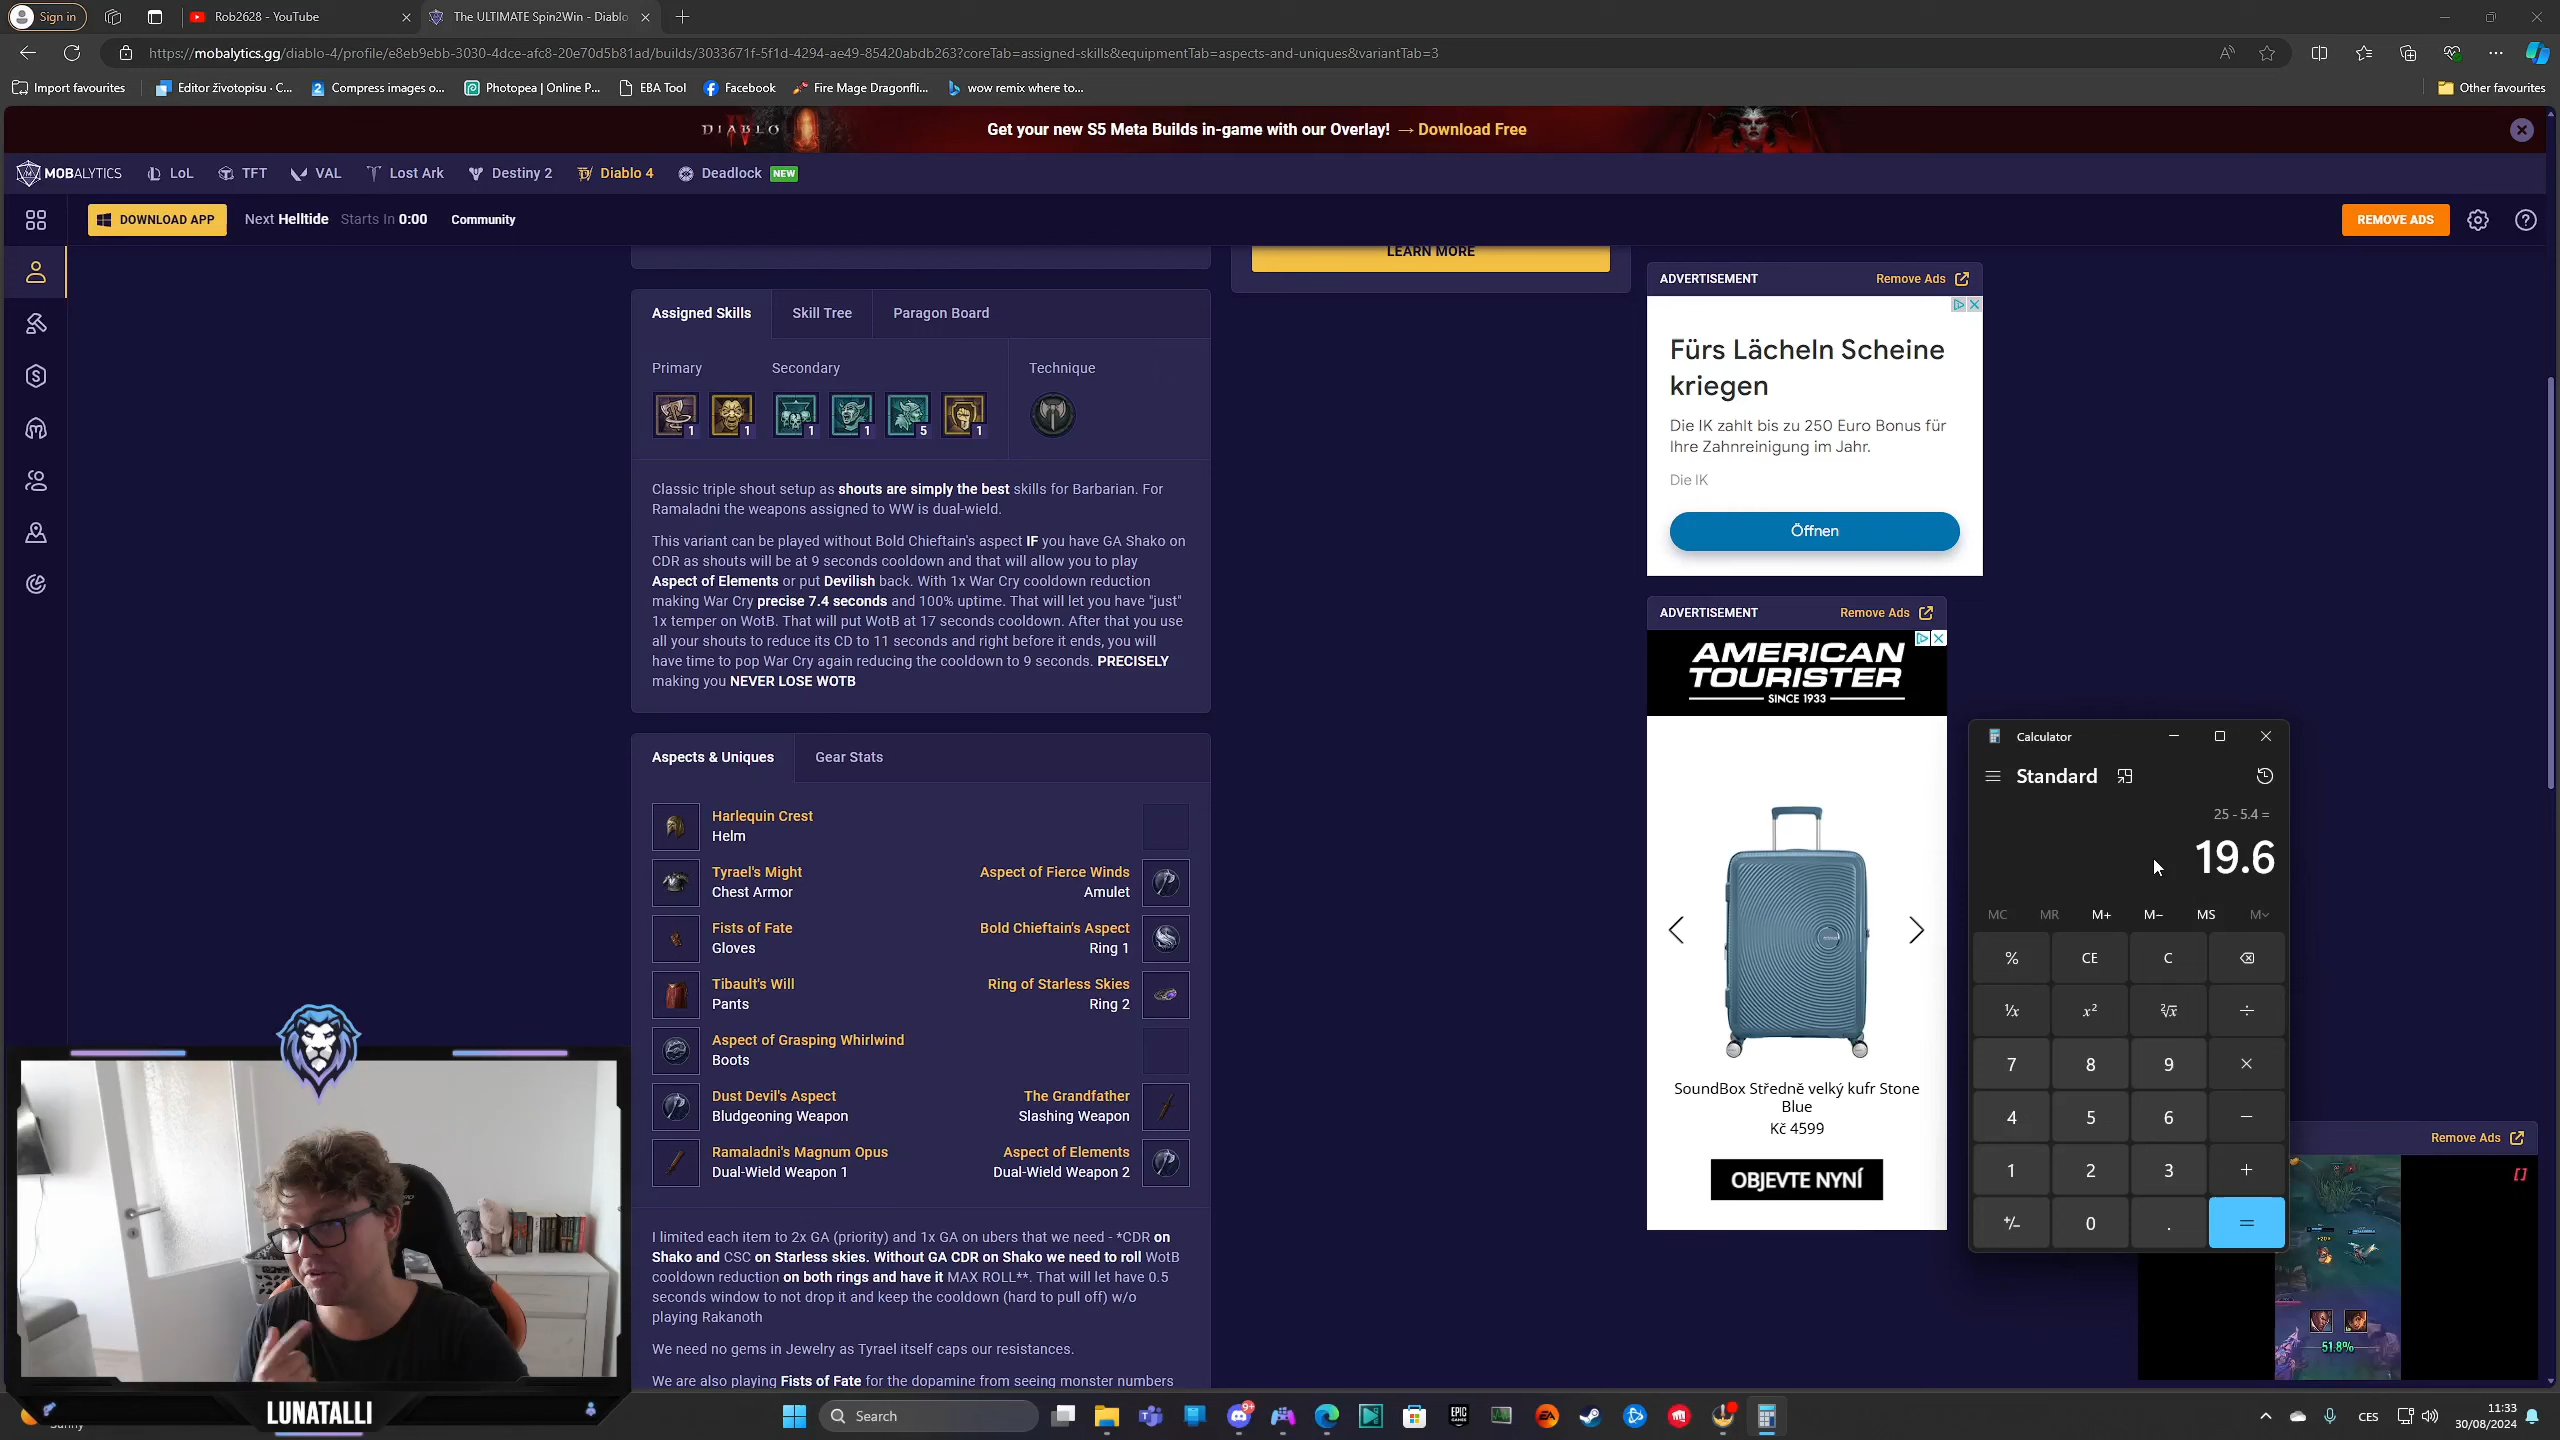 Sign in
Rob2628 - YouTube
The ULTIMATE Spin2Win - Diablo
https://mobalytics.gg/diablo-4/profile/e8eb9ebb-3030-4dce-afc8-20e70d5b81ad/builds/3033671f-5f1d-4294-ae49-85420abdb263?coreTab=assigned-skills&equipmentTab=aspects-and-uniques&variantTab=3
Import favourites
Editor životopisu · C...
Compress images o...
Photopea | Online P...
EBA Tool
Facebook
Fire Mage Dragonfli...
wow remix where to...
Other favourites
DIABLO
Get your new S5 Meta Builds in-game with our Overlay! → Download Free
MOBALYTICS
LoL
TFT
VAL
Lost Ark
Destiny 2
Diablo 4
Deadlock NEW
DOWNLOAD APP
Next Helltide Starts In 0:00
Community
REMOVE ADS
LEARN MORE
Assigned Skills
Skill Tree
Paragon Board
Primary
Secondary
Technique
1
1
1
1
5
1
Classic triple shout setup as shouts are simply the best skills for Barbarian. For
Ramaladni the weapons assigned to WW is dual-wield.
This variant can be played without Bold Chieftain's aspect IF you have GA Shako on
CDR as shouts will be at 9 seconds cooldown and that will allow you to play
Aspect of Elements or put Devilish back. With 1x War Cry cooldown reduction
making War Cry precise 7.4 seconds and 100% uptime. That will let you have "just"
1x temper on WotB. That will put WotB at 17 seconds cooldown. After that you use
all your shouts to reduce its CD to 11 seconds and right before it ends, you will
have time to pop War Cry again reducing the cooldown to 9 seconds. PRECISELY
making you NEVER LOSE WOTB
Aspects & Uniques
Gear Stats
Harlequin Crest
Helm
Tyrael's Might
Chest Armor
Aspect of Fierce Winds
Amulet
Fists of Fate
Gloves
Bold Chieftain's Aspect
Ring 1
Tibault's Will
Pants
Ring of Starless Skies
Ring 2
Aspect of Grasping Whirlwind
Boots
Dust Devil's Aspect
Bludgeoning Weapon
The Grandfather
Slashing Weapon
Ramaladni's Magnum Opus
Dual-Wield Weapon 1
Aspect of Elements
Dual-Wield Weapon 2
I limited each item to 2x GA (priority) and 1x GA on ubers that we need - *CDR on
Shako and CSC on Starless skies. Without GA CDR on Shako we need to roll WotB
cooldown reduction on both rings and have it MAX ROLL**. That will let have 0.5
seconds window to not drop it and keep the cooldown (hard to pull off) w/o
playing Rakanoth
We need no gems in Jewelry as Tyrael itself caps our resistances.
We are also playing Fists of Fate for the dopamine from seeing monster numbers
ADVERTISEMENT
Remove Ads
Fürs Lächeln Scheine
kriegen
Die IK zahlt bis zu 250 Euro Bonus für
Ihre Zahnreinigung im Jahr.
Die IK
Öffnen
ADVERTISEMENT
Remove Ads
AMERICAN
TOURISTER
SINCE 1933
SoundBox Středně velký kufr Stone
Blue
Kč 4599
OBJEVTE NYNÍ
Calculator
Standard
25 - 5.4 =
19.6
MC MR M+ M− MS M
% CE C
¹/x x² ²√x ÷
7 8 9 ×
4 5 6 −
1 2 3 +
+/− 0 . =
Remove Ads
51.8%
LUNATALLI
Sunny
Search
9+
EPIC
GAMES
EA
CES
11:33
30/08/2024